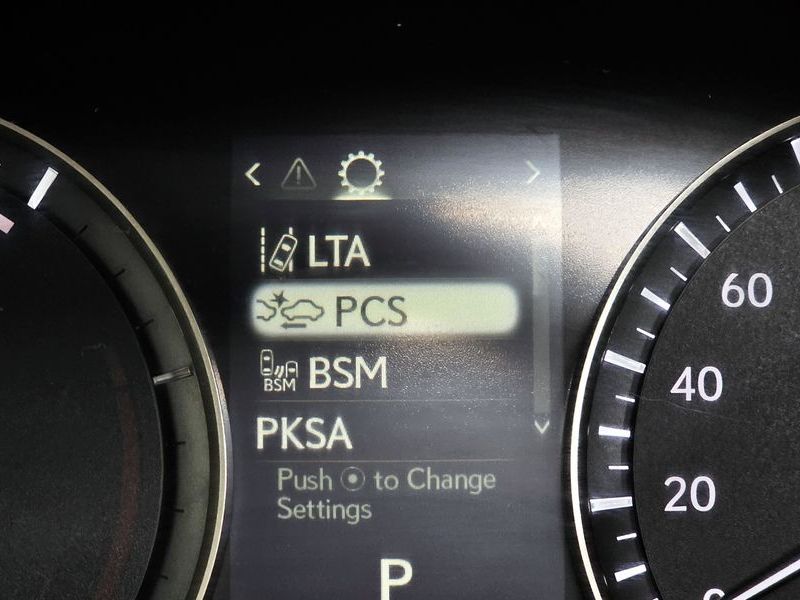 LTA
PCS
BSM BSM
PKSA
Push to Change
Settings
P
60
40
20